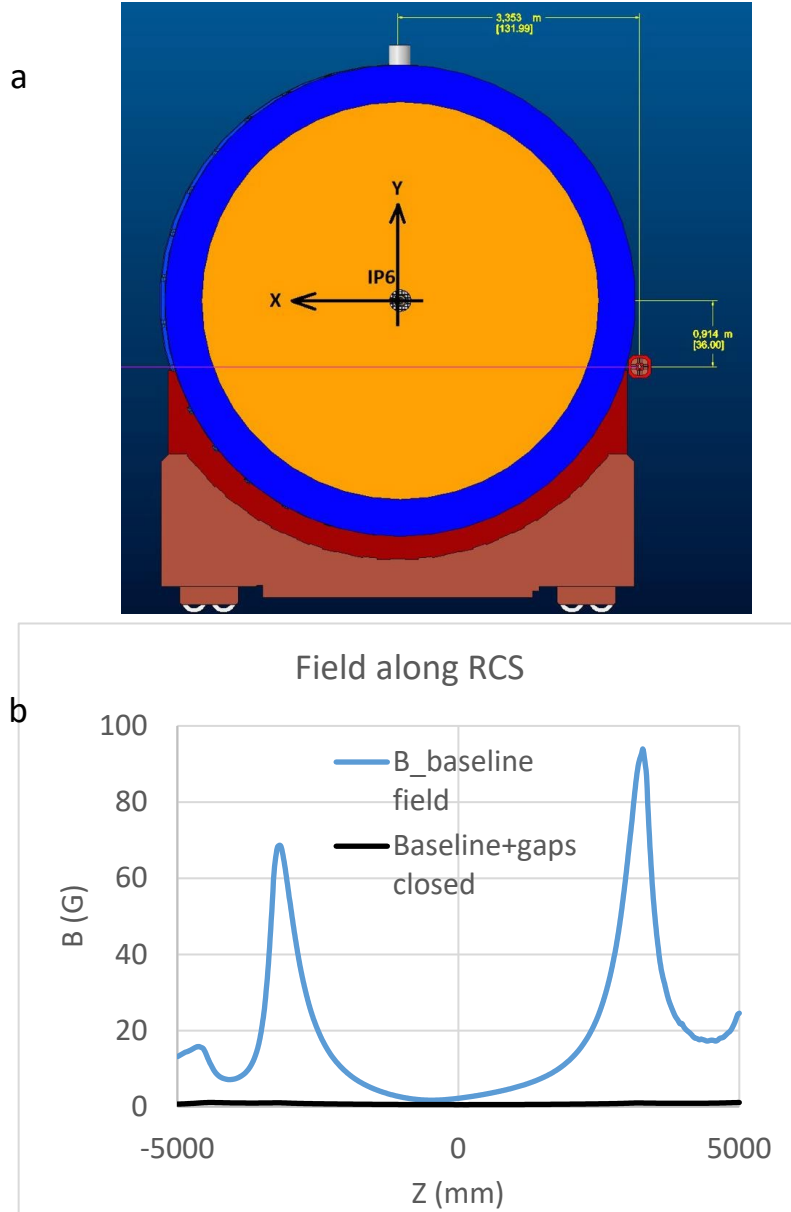 a
3,353 m
[131.99]
Y
IP6
X
0,914 m
[36.00]
b
Field along RCS
100
80
60
40
20
0
B (G)
B_baseline
field
Baseline+gaps
closed
-5000
0
5000
Z (mm)